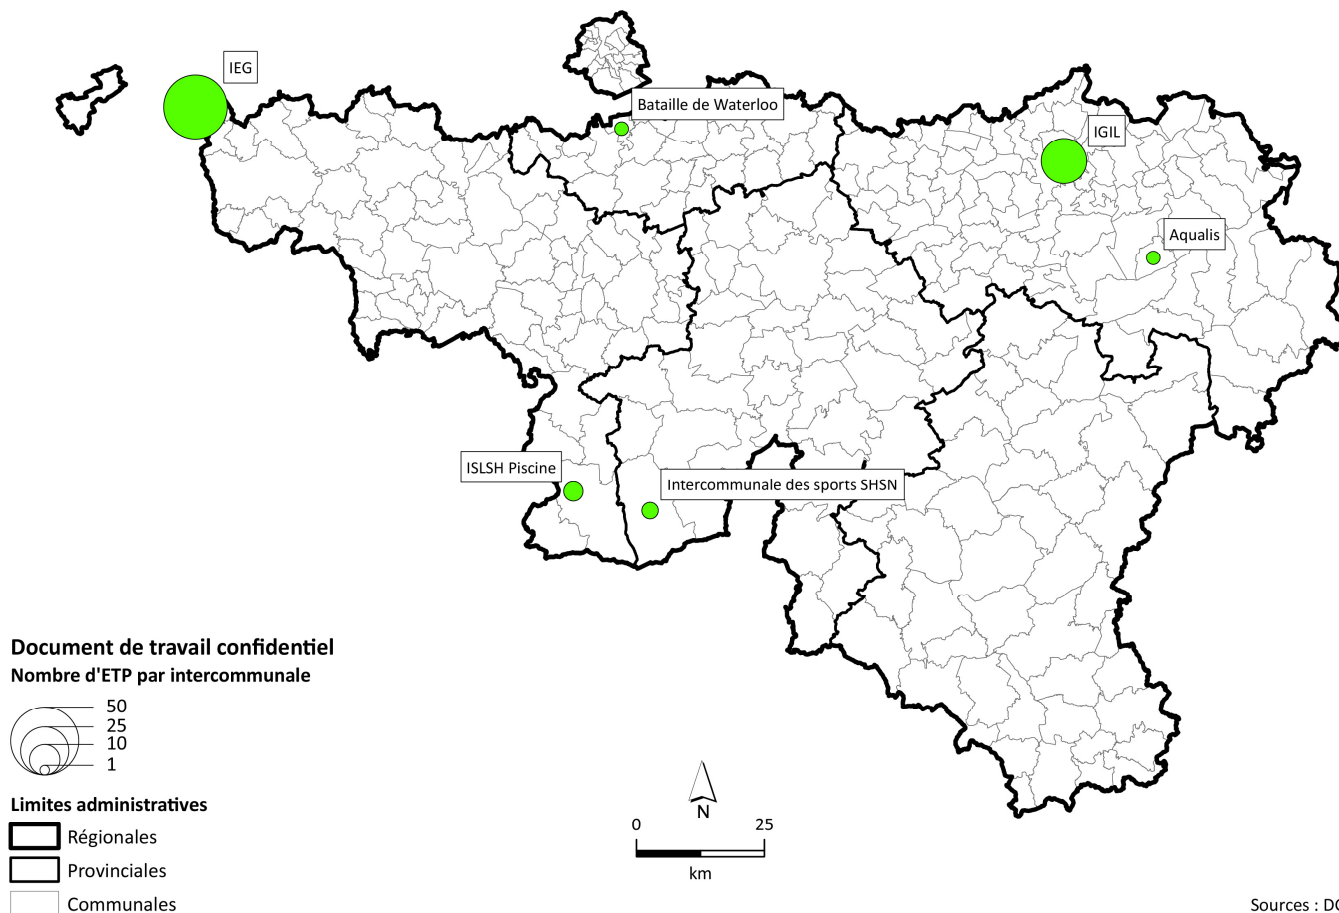 IEG
Bataille de Waterloo
IGIL
Aqualis
ISLSH Piscine
Intercommunale des sports SHSN
Document de travail confidentiel
Nombre d'ETP par intercommunale
50
25
10
1
Limites administratives
Régionales
Provinciales
Communales
N
0 25
km
Sources :